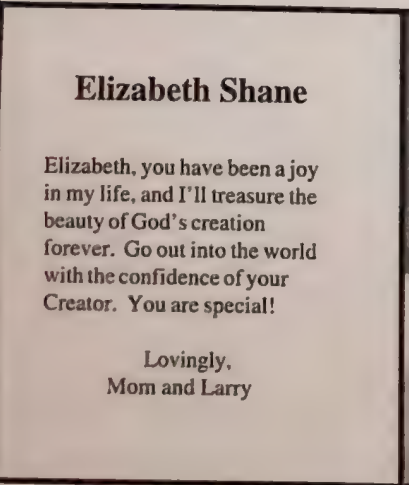 Elizabeth Shane
Elizabeth, you have been a joy
in my life, and I'll treasure the
beauty of God's creation
forever. Go out into the world
with the confidence of your
Creator. You are special!
Lovingly,
Mom and Larry